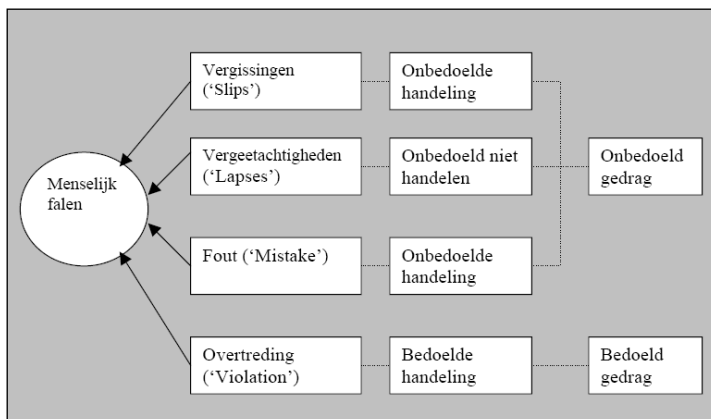 Vergissingen
('Slips')
Onbedoelde
handeling
Menselijk
falen
Vergeetachtigheden
('Lapses')
Onbedoeld niet
handelen
Onbedoeld
gedrag
Fout ('Mistake')
Onbedoelde
handeling
Overtreding
('Violation')
Bedoelde
handeling
Bedoeld
gedrag